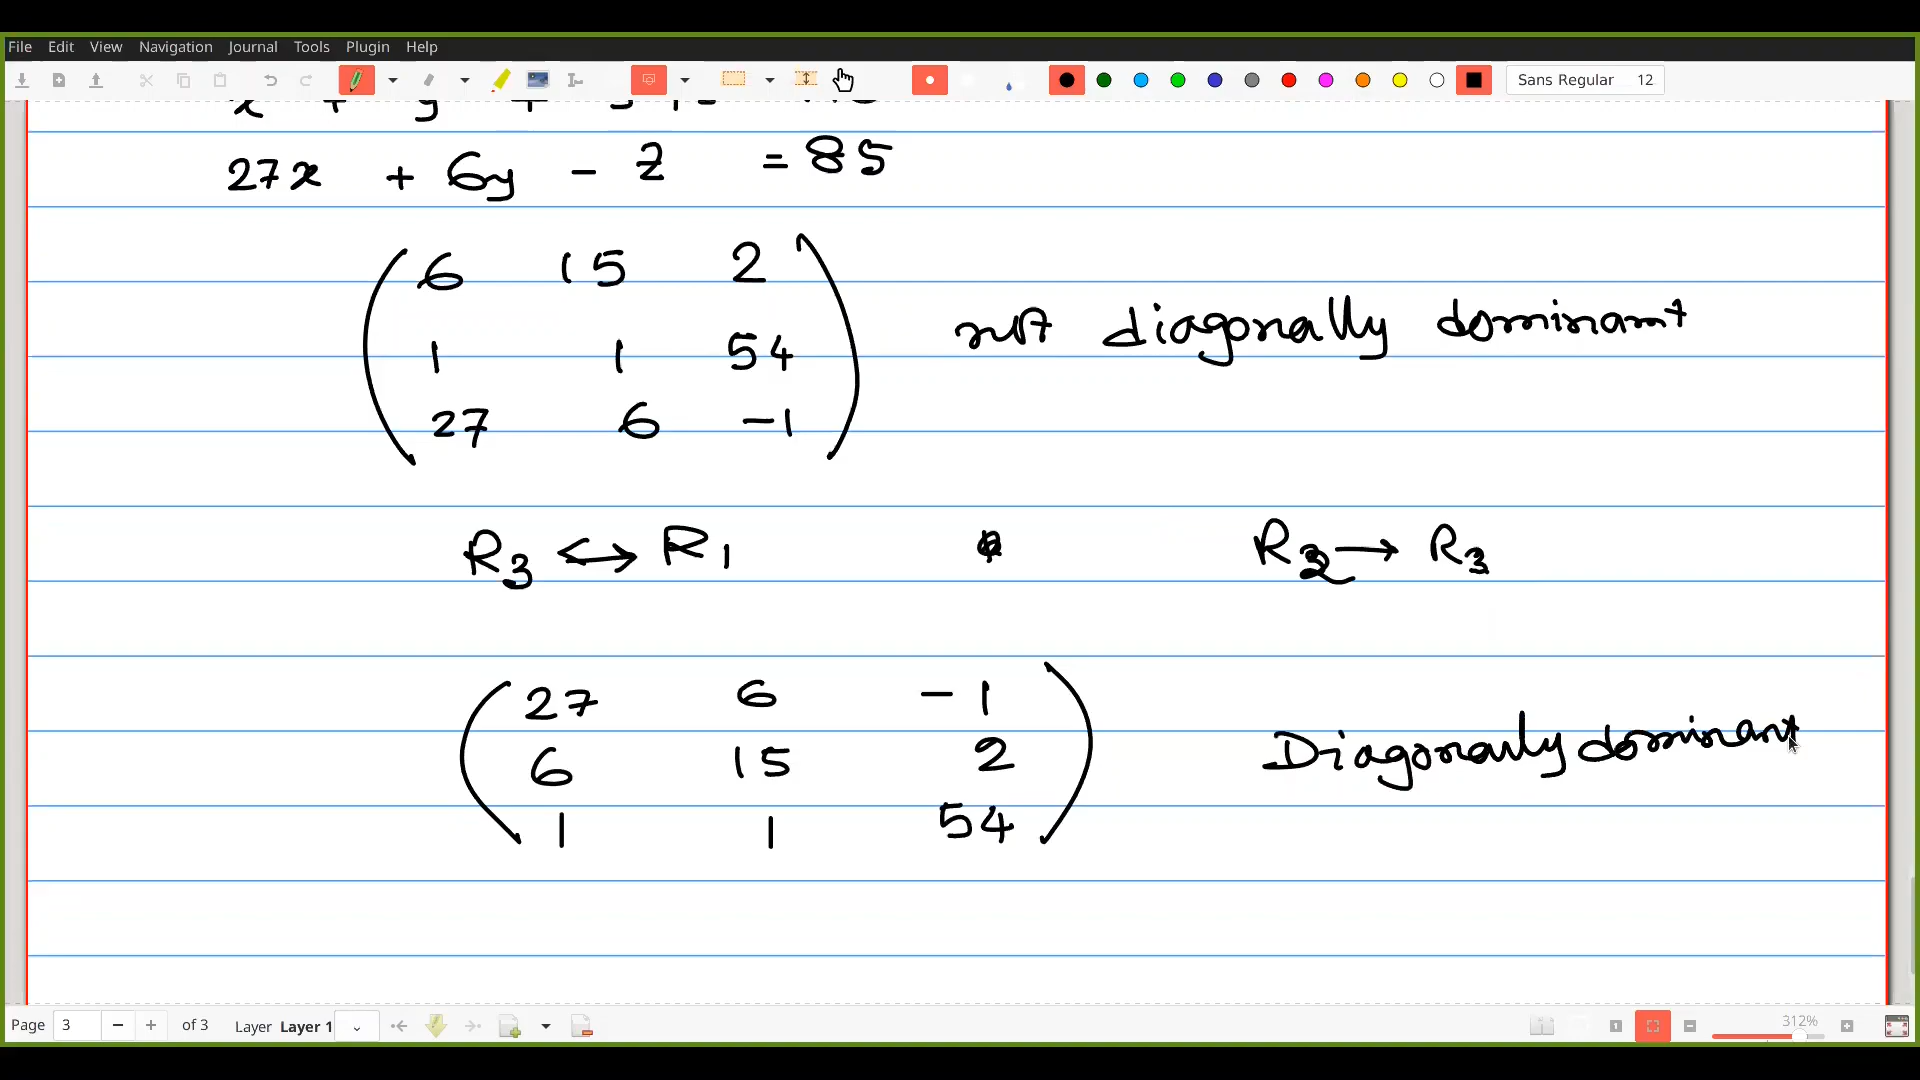 File Edit View Navigation Journal Tools Plugin Help
Sans Regular 12
27x + 6y - z = 85
6 15 2
1 1 54
27 6 -1
not diagonally dominant
R3 ↔ R1 R2 → R3
27 6 -1
6 15 2
1 1 54
Diagonally dominant
Page 3 of 3 Layer Layer 1 312%